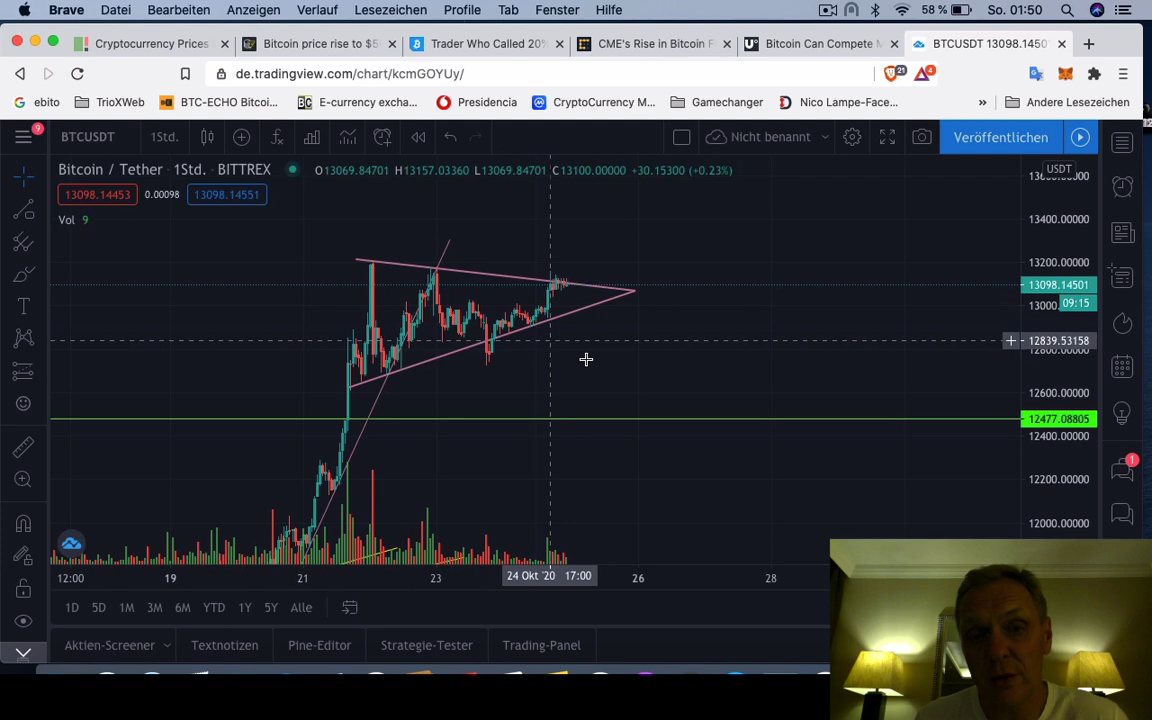 Brave Datei Bearbeiten Anzeigen Verlauf Lesezeichen Profile Tab Fenster Hilfe 58 % So. 01:50
Cryptocurrency Prices Bitcoin price rise to $5 Trader Who Called 20% CME's Rise in Bitcoin F Bitcoin Can Compete M BTCUSDT 13098.1450
de.tradingview.com/chart/kcmGOYUy/ 21 4
ebito TrioXWeb BTC-ECHO Bitcoi... E-currency excha... Presidencia CryptoCurrency M... Gamechanger Nico Lampe-Face... » Andere Lesezeichen
9 BTCUSDT 1Std. Nicht benannt Veröffentlichen
Bitcoin / Tether · 1Std. · BITTREX O13069.84701 H13157.03360 L13069.84701 C13100.00000 +30.15300 (+0.23%) USDT
13098.14453 0.00098 13098.14551
Vol 9
13400.00000
13200.00000
13098.14501
09:15
13000.
12839.53158
12800.00000
12600.00000
12477.08805
12400.00000
1
12200.00000
12000.00000
12:00 19 21 23 24 Okt '20 17:00 26 28
1D 5D 1M 3M 6M YTD 1Y 5Y Alle
Aktien-Screener Textnotizen Pine-Editor Strategie-Tester Trading-Panel